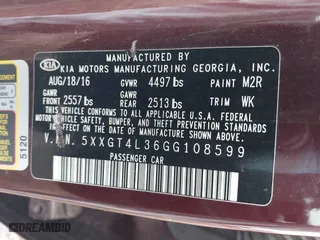 MANUFACTURED BY
KIA KIA MOTORS MANUFACTURING GEORGIA, INC.
AUG/18/16 GVWR 4497 lbs PAINT M2R
GAWR FRONT 2557 lbs GAWR REAR 2513 lbs TRIM WK
THIS VEHICLE CONFORMS TO ALL APPLICABLE FEDERAL MOTOR
VEHICLE SAFETY, BUMPER, AND THEFT PREVENTION STANDARDS
IN EFFECT ON THE DATE OF MANUFACTURE SHOWN ABOVE.
V.I.N. 5XXGT4L36GG108599
PASSENGER CAR
5120